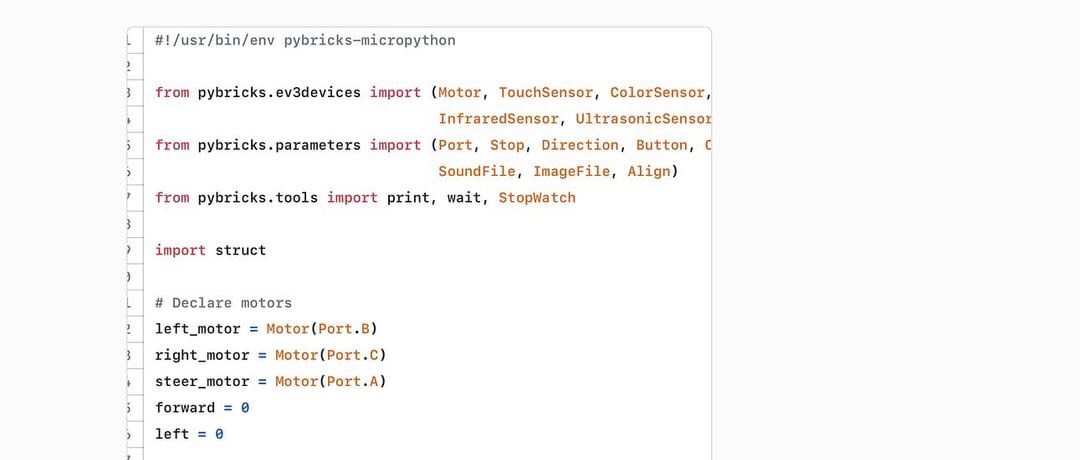 #!/usr/bin/env pybricks-micropython
from pybricks.ev3devices import (Motor, TouchSensor, ColorSensor,
InfraredSensor, UltrasonicSensor
from pybricks.parameters import (Port, Stop, Direction, Button,
SoundFile, ImageFile, Align)
from pybricks.tools import print, wait, StopWatch
import struct
# Declare motors
left_motor = Motor(Port.B)
right_motor = Motor(Port.C)
steer_motor = Motor(Port.A)
forward = 0
left = 0